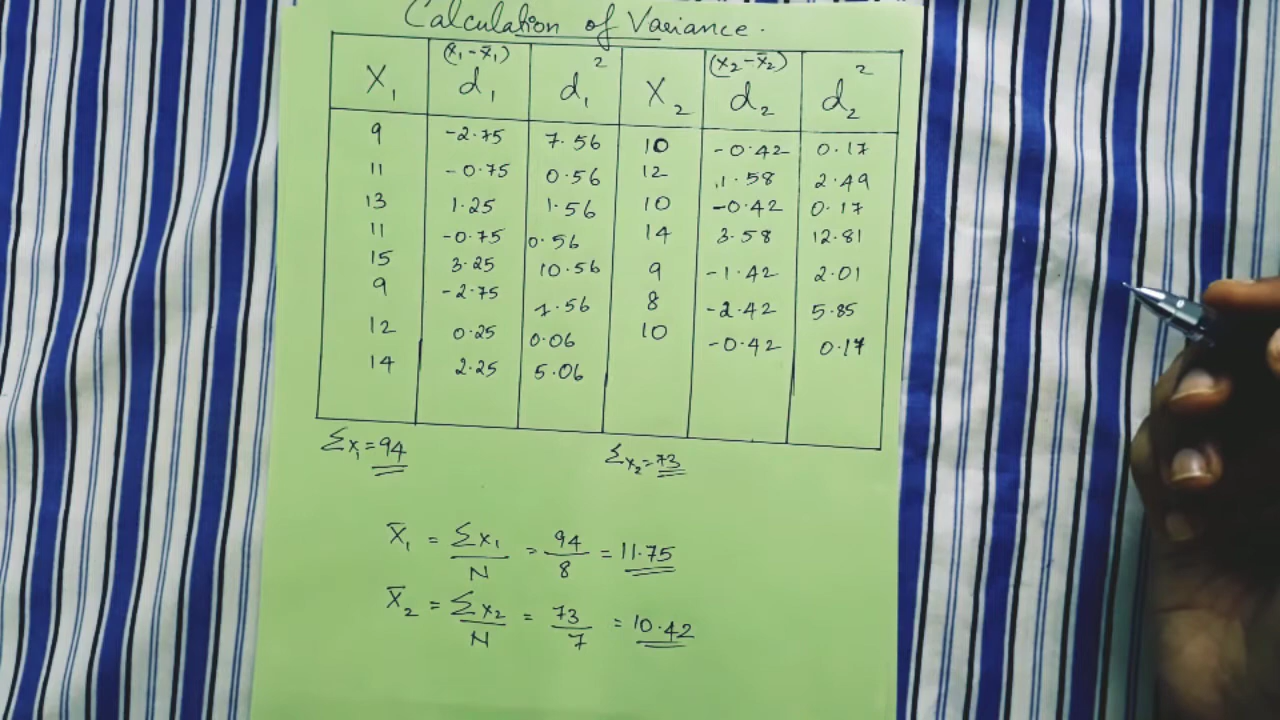 Calculation of Variance.
X₁ (x₁-x̄₁) d₁ d₁² X₂ (x₂-x̄₂) d₂ d₂²
9 -2.75 7.56 10 -0.42 0.17
11 -0.75 0.56 12 1.58 2.49
13 1.25 1.56 10 -0.42 0.17
11 -0.75 0.56 14 3.58 12.81
15 3.25 10.56 9 -1.42 2.01
9 -2.75 7.56 8 -2.42 5.85
12 0.25 0.06 10 -0.42 0.17
14 2.25 5.06
Σx₁=94 Σx₂=73
X̄₁ = Σx₁/N = 94/8 = 11.75
X̄₂ = Σx₂/N = 73/7 = 10.42